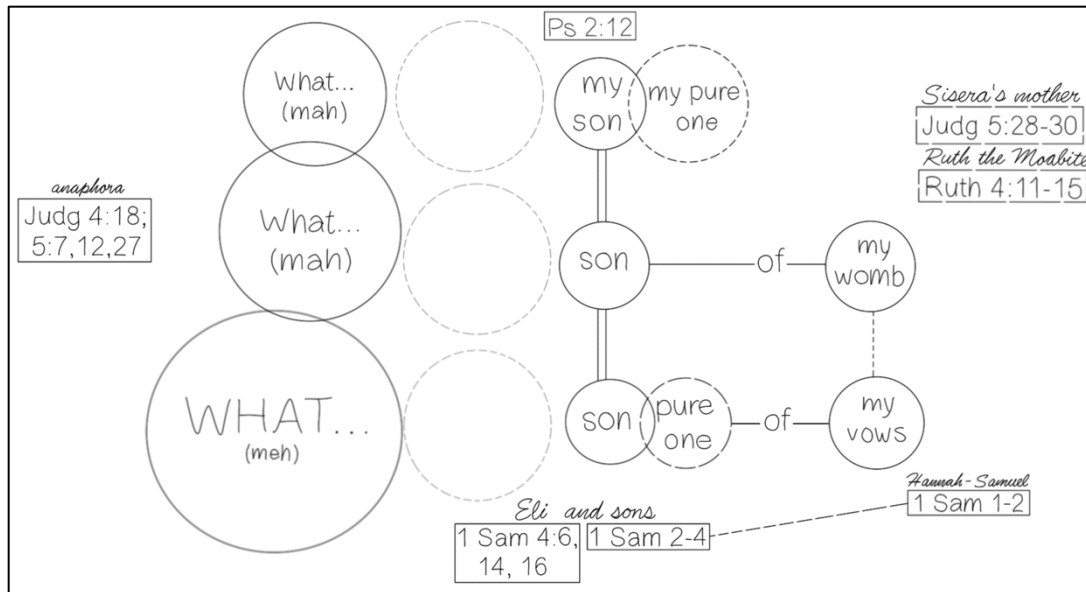 Ps 2:12
What...
(mah)
my
son
my pure
one
Sisera's mother
Judg 5:28-30
Ruth the Moabite
Ruth 4:11-15
anaphora
Judg 4:18;
5:7,12,27
What...
(mah)
son
of
my
womb
WHAT...
(meh)
son
pure
one
of
my
vows
Hannah-Samuel
1 Sam 1-2
Eli and sons
1 Sam 4:6,
14, 16
1 Sam 2-4